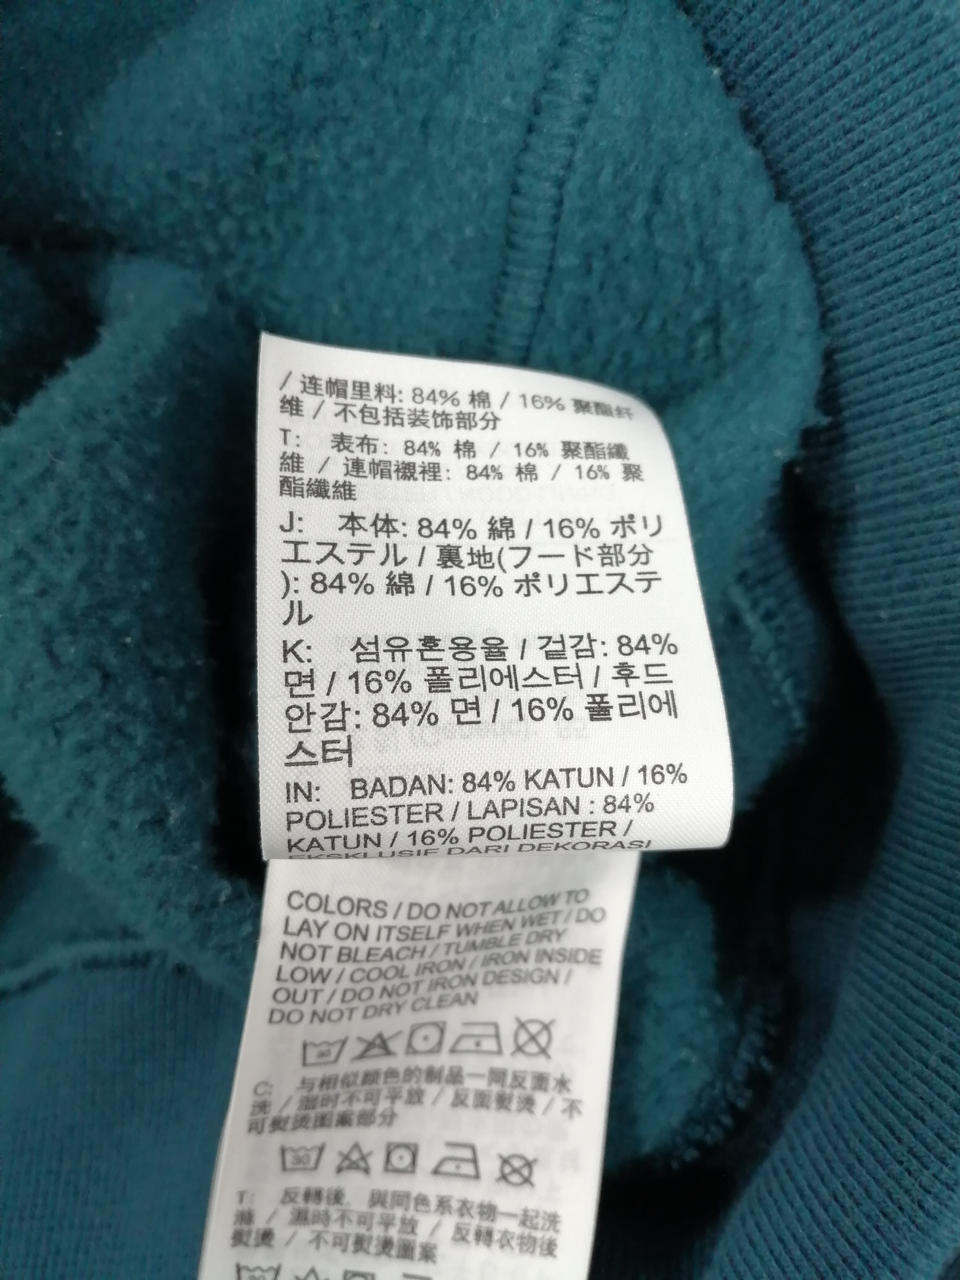 / 连帽里料: 84% 棉 / 16% 聚酯纤
维 / 不包括装饰部分
T: 表布: 84% 棉 / 16% 聚酯纖
維 / 連帽襯裡: 84% 棉 / 16% 聚
酯纖維
J: 本体: 84% 綿 / 16% ポリ
エステル / 裏地(フード部分
): 84% 綿 / 16% ポリエステ
ル
K: 섬유혼용율 / 겉감: 84%
면 / 16% 폴리에스터 / 후드
안감: 84% 면 / 16% 폴리에
스터
IN: BADAN: 84% KATUN / 16%
POLIESTER / LAPISAN : 84%
KATUN / 16% POLIESTER /
EKSKLUSIF DARI DEKORASI
COLORS / DO NOT ALLOW TO
LAY ON ITSELF WHEN WET / DO
NOT BLEACH / TUMBLE DRY
LOW / COOL IRON / IRON INSIDE
OUT / DO NOT IRON DESIGN /
DO NOT DRY CLEAN
30
C: 与相似颜色的制品一同反面水
洗 / 湿时不可平放 / 反面熨烫 / 不
可熨烫图案部分
30
T: 反轉後，與同色系衣物一起洗
滌 / 濕時不可平放 / 反轉衣物後
熨燙 / 不可熨燙圖案